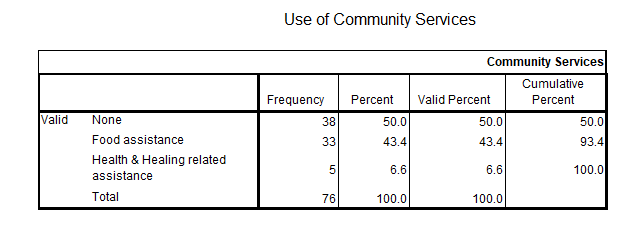 Use of Community Services
Community Services
Frequency Percent Valid Percent Cumulative Percent
Valid None 38 50.0 50.0 50.0
Food assistance 33 43.4 43.4 93.4
Health & Healing related assistance 5 6.6 6.6 100.0
Total 76 100.0 100.0